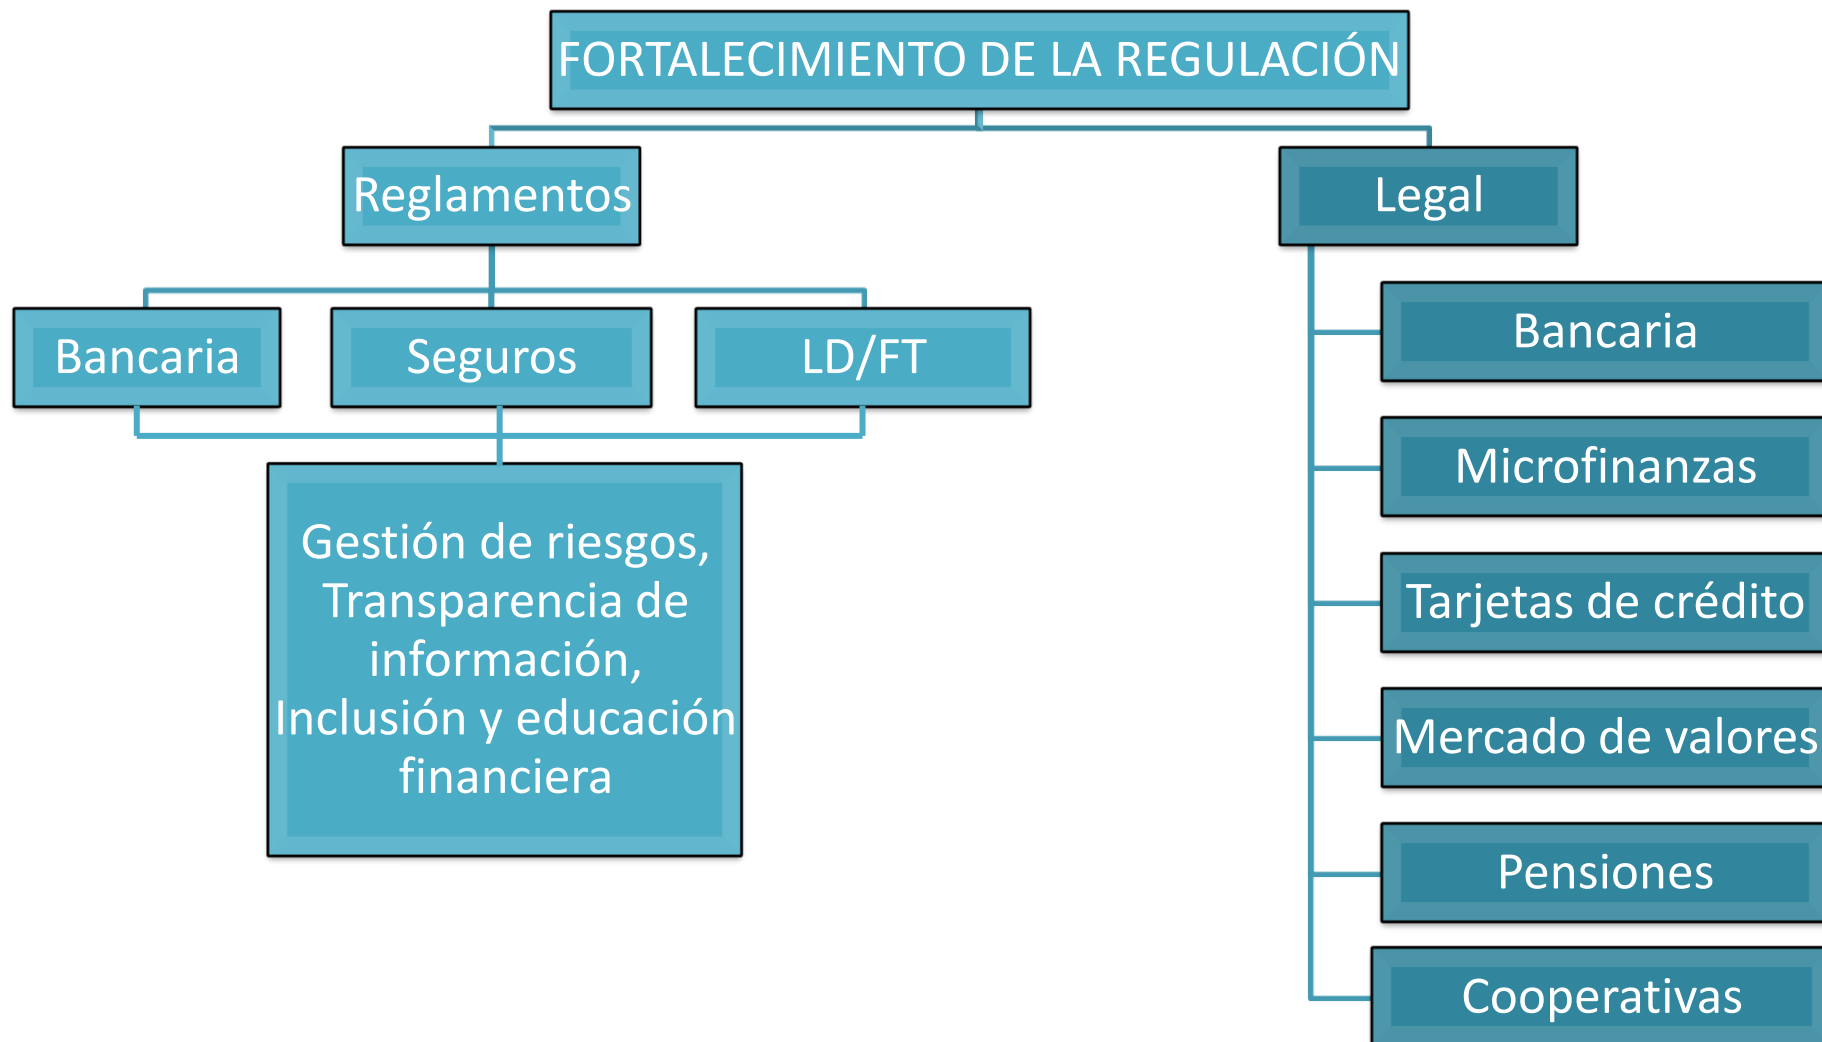 FORTALECIMIENTO DE LA REGULACIÓN
Reglamentos
Legal
Bancaria
Seguros
LD/FT
Gestión de riesgos,
Transparencia de
información,
Inclusión y educación
financiera
Bancaria
Microfinanzas
Tarjetas de crédito
Mercado de valores
Pensiones
Cooperativas